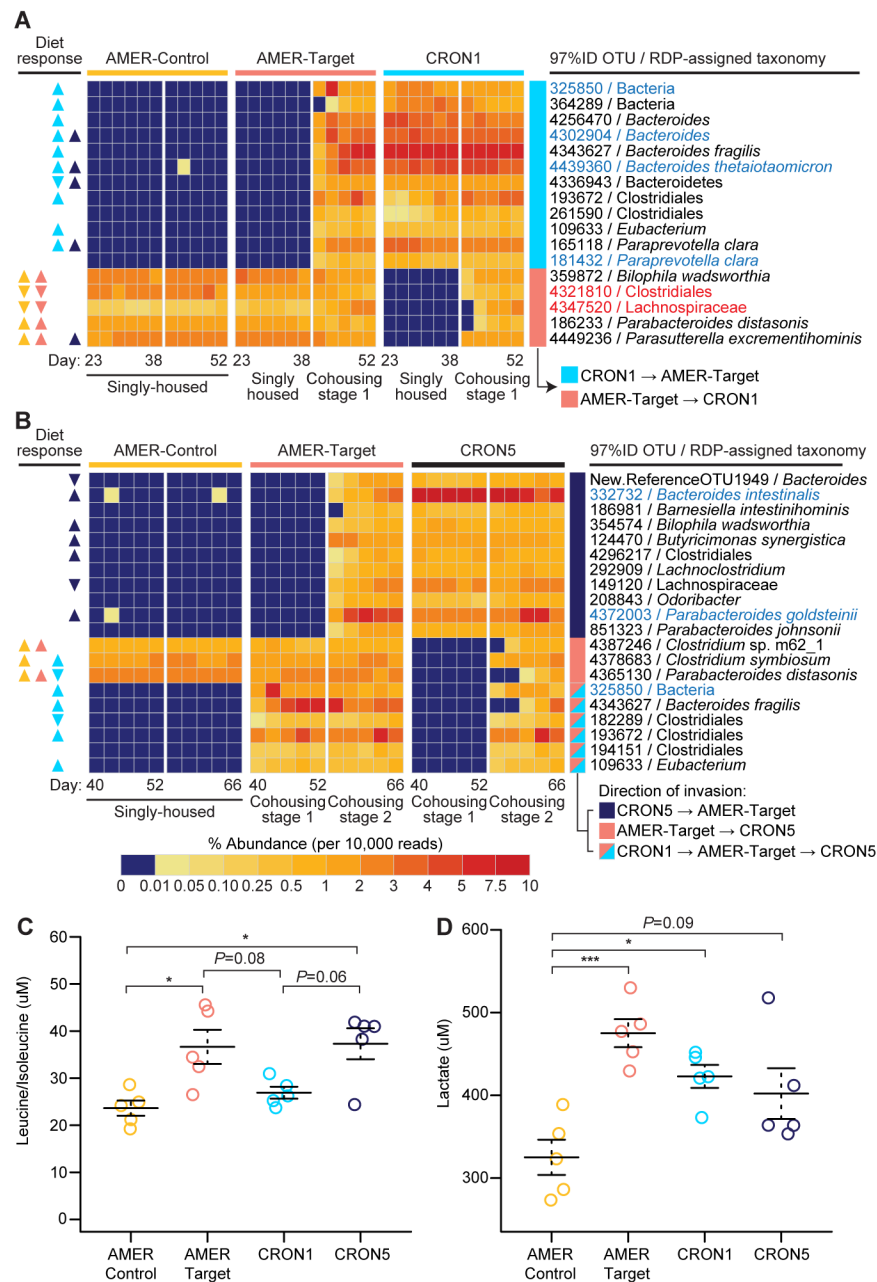 A
Diet
response
AMER-Control
AMER-Target
CRON1
97%ID OTU / RDP-assigned taxonomy
325850 / Bacteria
364289 / Bacteria
4256470 / Bacteroides
4302904 / Bacteroides
4343627 / Bacteroides fragilis
4439360 / Bacteroides thetaiotaomicron
4336943 / Bacteroidetes
193672 / Clostridiales
261590 / Clostridiales
109633 / Eubacterium
165118 / Paraprevotella clara
181432 / Paraprevotella clara
359872 / Bilophila wadsworthia
4321810 / Clostridiales
4347520 / Lachnospiraceae
186233 / Parabacteroides distasonis
4449236 / Parasutterella excrementihominis
Day: 23 38 52 23 38 52 23 38 52
Singly-housed
Singly housed
Cohousing stage 1
Singly housed
Cohousing stage 1
CRON1 → AMER-Target
AMER-Target → CRON1
B
Diet
response
AMER-Control
AMER-Target
CRON5
97%ID OTU / RDP-assigned taxonomy
New.ReferenceOTU1949 / Bacteroides
332732 / Bacteroides intestinalis
186981 / Barnesiella intestinihominis
354574 / Bilophila wadsworthia
124470 / Butyricimonas synergistica
4296217 / Clostridiales
292909 / Lachnoclostridium
149120 / Lachnospiraceae
208843 / Odoribacter
4372003 / Parabacteroides goldsteinii
851323 / Parabacteroides johnsonii
4387246 / Clostridium sp. m62_1
4378683 / Clostridium symbiosum
4365130 / Parabacteroides distasonis
325850 / Bacteria
4343627 / Bacteroides fragilis
182289 / Clostridiales
193672 / Clostridiales
194151 / Clostridiales
109633 / Eubacterium
Day: 40 52 66 40 52 66 40 52 66
Singly-housed
Cohousing stage 1
Cohousing stage 2
Cohousing stage 1
Cohousing stage 2
Direction of invasion:
CRON5 → AMER-Target
AMER-Target → CRON5
CRON1 → AMER-Target → CRON5
% Abundance (per 10,000 reads)
0 0.01 0.05 0.10 0.25 0.5 1 2 3 4 5 7.5 10
C
Leucine/Isoleucine (uM)
60
50
40
30
20
10
0
*
P=0.08
*
P=0.06
AMER Control
AMER Target
CRON1
CRON5
D
Lactate (uM)
600
500
400
300
P=0.09
*
***
AMER Control
AMER Target
CRON1
CRON5